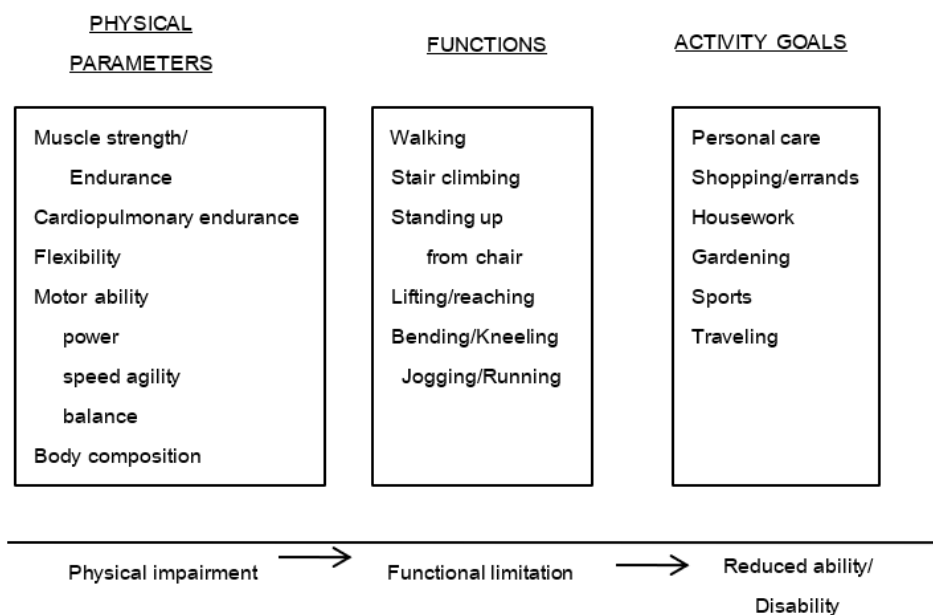 PHYSICAL
PARAMETERS
FUNCTIONS
ACTIVITY GOALS
Muscle strength/
Endurance
Cardiopulmonary endurance
Flexibility
Motor ability
power
speed agility
balance
Body composition
Walking
Stair climbing
Standing up
from chair
Lifting/reaching
Bending/Kneeling
Jogging/Running
Personal care
Shopping/errands
Housework
Gardening
Sports
Traveling
Physical impairment
Functional limitation
Reduced ability/
Disability